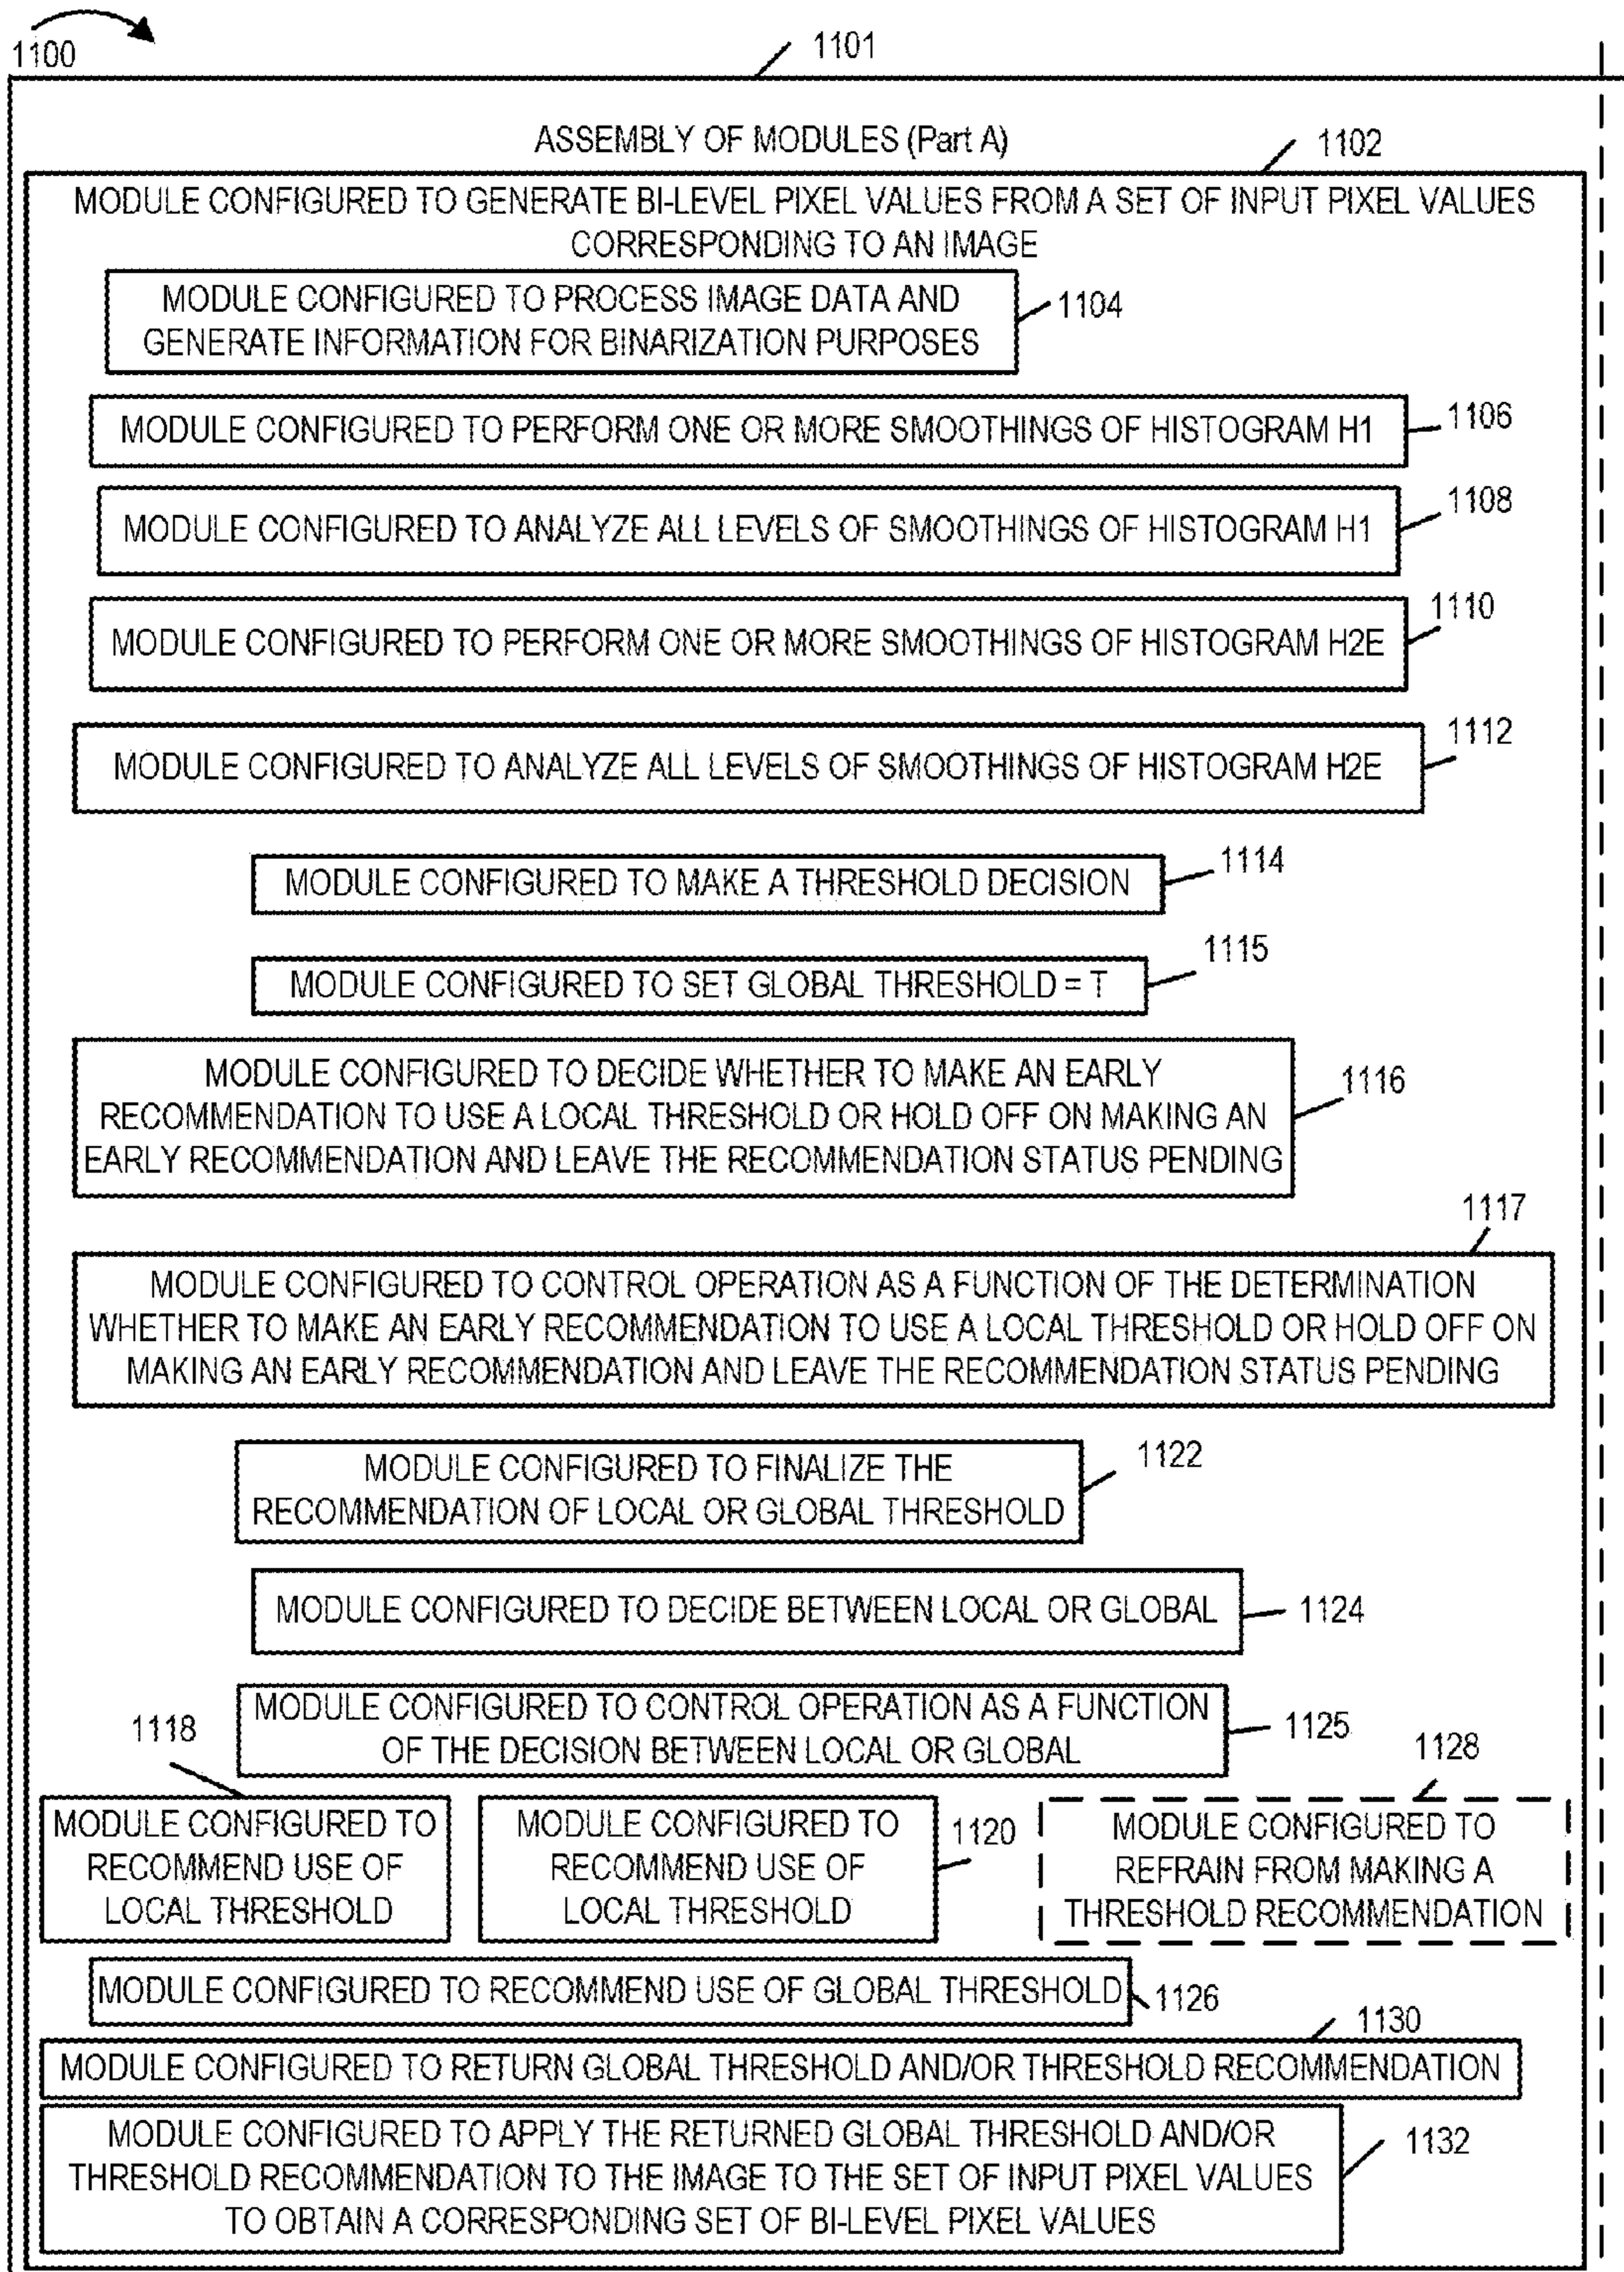 1100
1101
ASSEMBLY OF MODULES (Part A)
1102
MODULE CONFIGURED TO GENERATE BI-LEVEL PIXEL VALUES FROM A SET OF INPUT PIXEL VALUES
CORRESPONDING TO AN IMAGE
MODULE CONFIGURED TO PROCESS IMAGE DATA AND
GENERATE INFORMATION FOR BINARIZATION PURPOSES
1104
MODULE CONFIGURED TO PERFORM ONE OR MORE SMOOTHINGS OF HISTOGRAM H1
1106
MODULE CONFIGURED TO ANALYZE ALL LEVELS OF SMOOTHINGS OF HISTOGRAM H1
1108
MODULE CONFIGURED TO PERFORM ONE OR MORE SMOOTHINGS OF HISTOGRAM H2E
1110
MODULE CONFIGURED TO ANALYZE ALL LEVELS OF SMOOTHINGS OF HISTOGRAM H2E
1112
MODULE CONFIGURED TO MAKE A THRESHOLD DECISION
1114
MODULE CONFIGURED TO SET GLOBAL THRESHOLD = T
1115
MODULE CONFIGURED TO DECIDE WHETHER TO MAKE AN EARLY
RECOMMENDATION TO USE A LOCAL THRESHOLD OR HOLD OFF ON MAKING AN
EARLY RECOMMENDATION AND LEAVE THE RECOMMENDATION STATUS PENDING
1116
1117
MODULE CONFIGURED TO CONTROL OPERATION AS A FUNCTION OF THE DETERMINATION
WHETHER TO MAKE AN EARLY RECOMMENDATION TO USE A LOCAL THRESHOLD OR HOLD OFF ON
MAKING AN EARLY RECOMMENDATION AND LEAVE THE RECOMMENDATION STATUS PENDING
MODULE CONFIGURED TO FINALIZE THE
RECOMMENDATION OF LOCAL OR GLOBAL THRESHOLD
1122
MODULE CONFIGURED TO DECIDE BETWEEN LOCAL OR GLOBAL
1124
MODULE CONFIGURED TO CONTROL OPERATION AS A FUNCTION
OF THE DECISION BETWEEN LOCAL OR GLOBAL
1125
1118
MODULE CONFIGURED TO
RECOMMEND USE OF
LOCAL THRESHOLD
MODULE CONFIGURED TO
RECOMMEND USE OF
LOCAL THRESHOLD
1120
1128
MODULE CONFIGURED TO
REFRAIN FROM MAKING A
THRESHOLD RECOMMENDATION
MODULE CONFIGURED TO RECOMMEND USE OF GLOBAL THRESHOLD
1126
1130
MODULE CONFIGURED TO RETURN GLOBAL THRESHOLD AND/OR THRESHOLD RECOMMENDATION
MODULE CONFIGURED TO APPLY THE RETURNED GLOBAL THRESHOLD AND/OR
THRESHOLD RECOMMENDATION TO THE IMAGE TO THE SET OF INPUT PIXEL VALUES
TO OBTAIN A CORRESPONDING SET OF BI-LEVEL PIXEL VALUES
1132